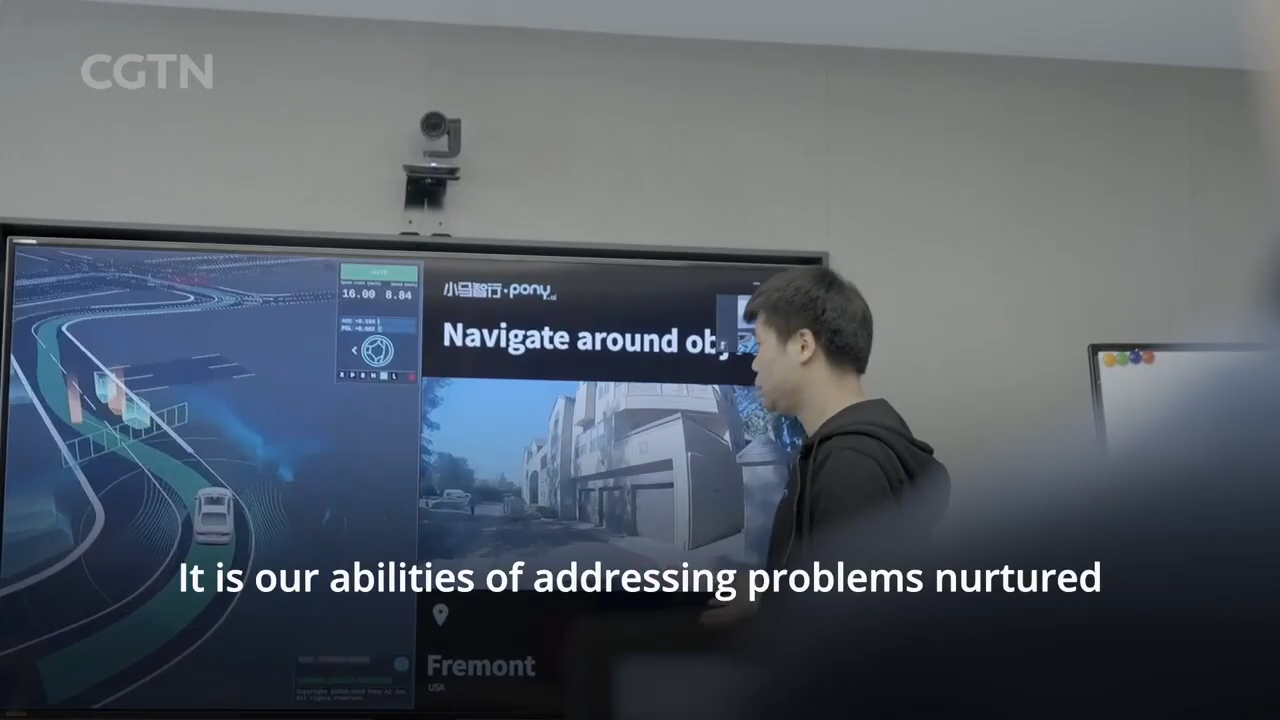 CGTN
小马智行·pony.ai
Navigate around obj
16.00 8.84
It is our abilities of addressing problems nurtured
Fremont
USA